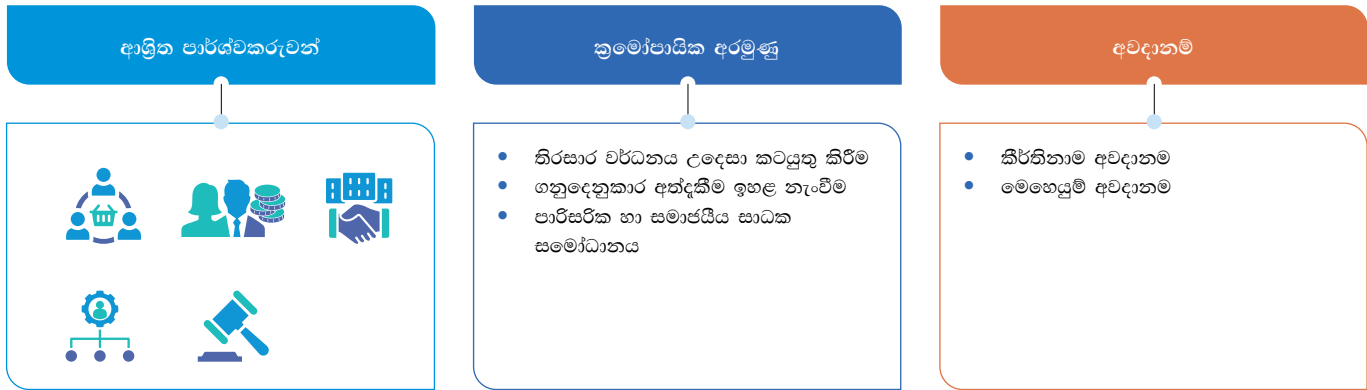 ආශ්‍රිත පාර්ශ්වකරුවන්
ක්‍රමෝපායික අරමුණු
අවදානම්
තිරසාර වර්ධනය උදෙසා කටයුතු කිරීම
ගනුදෙනුකාර අත්දැකීම ඉහළ නැංවීම
පාරිසරික හා සමාජයීය සාධක
සමෝධානය
කීර්තිනාම අවදානම
මෙහෙයුම් අවදානම